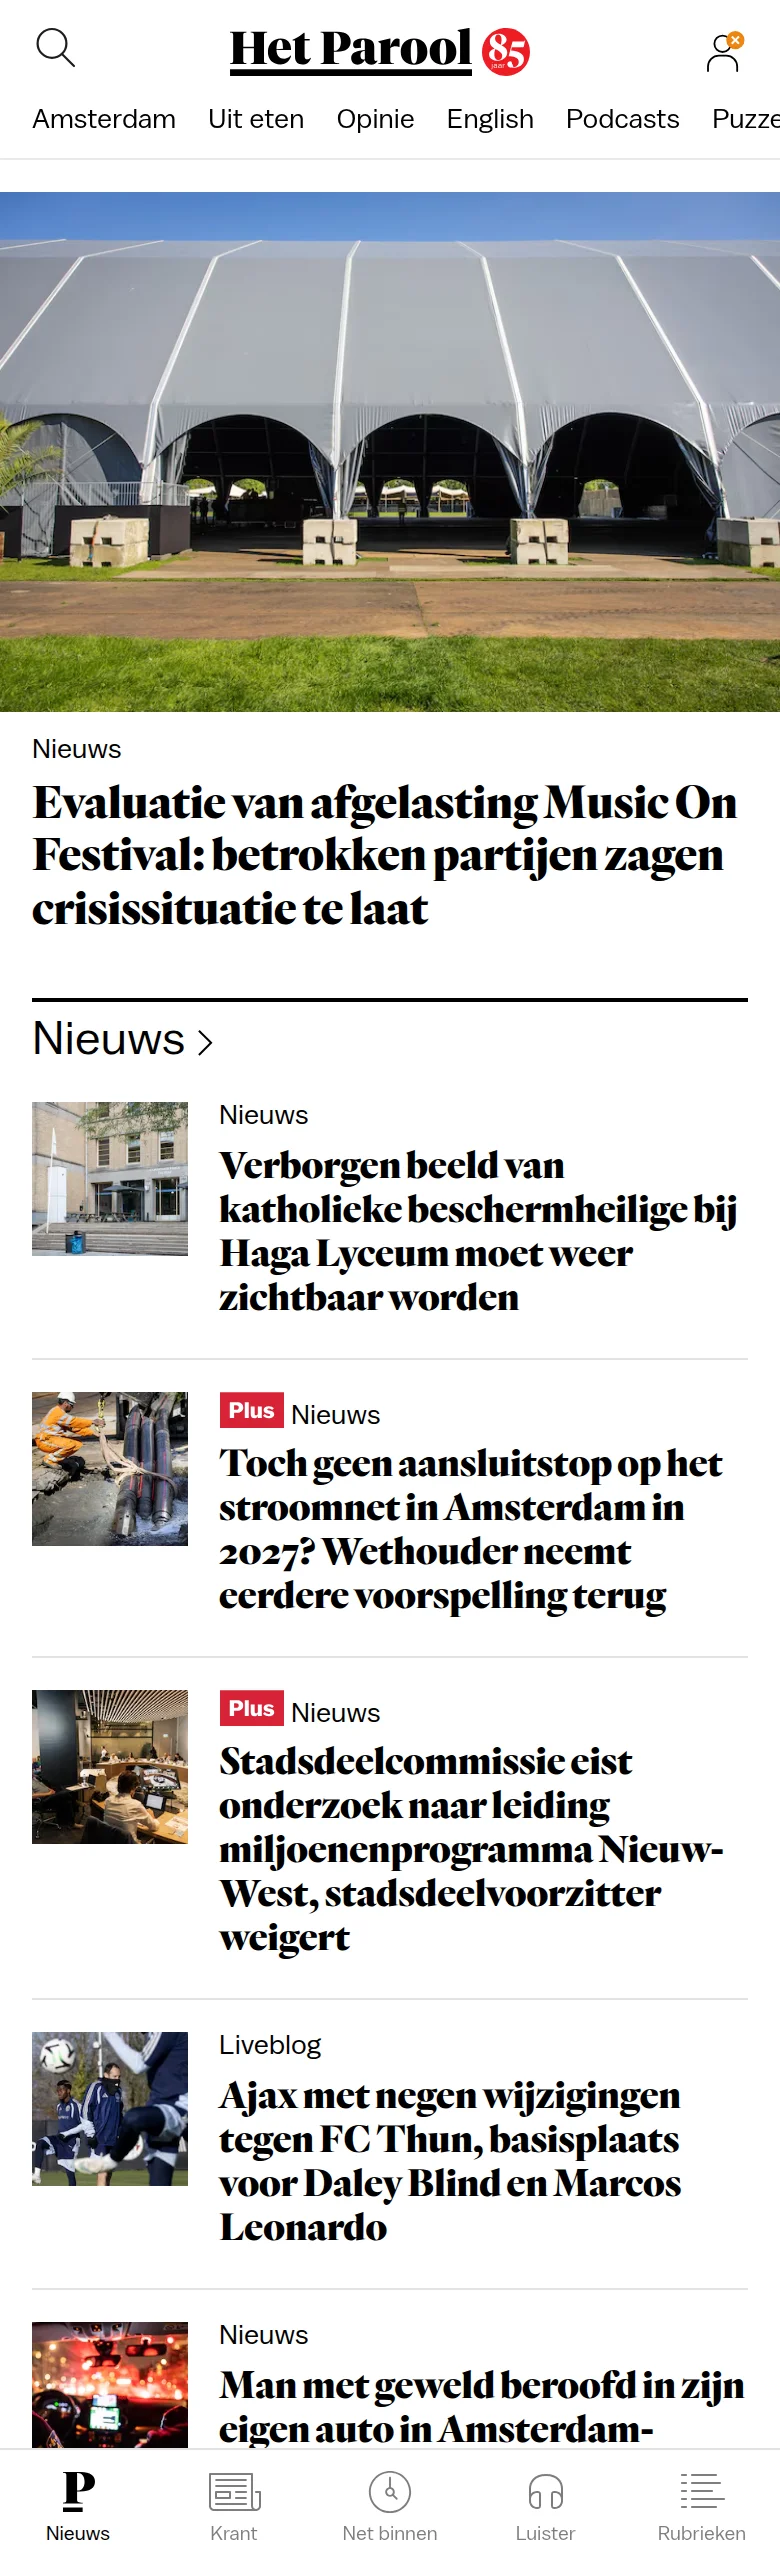 Het Parool
85
jaar
Amsterdam
Uit eten
Opinie
English
Podcasts
Puzze
Nieuws
Evaluatie van afgelasting Music On
Festival: betrokken partijen zagen
crisissituatie te laat
Nieuws
Nieuws
Verborgen beeld van
katholieke beschermheilige bij
Haga Lyceum moet weer
zichtbaar worden
Plus Nieuws
Toch geen aansluitstop op het
stroomnet in Amsterdam in
2027? Wethouder neemt
eerdere voorspelling terug
Plus Nieuws
Stadsdeelcommissie eist
onderzoek naar leiding
miljoenenprogramma Nieuw-
West, stadsdeelvoorzitter
weigert
Liveblog
Ajax met negen wijzigingen
tegen FC Thun, basisplaats
voor Daley Blind en Marcos
Leonardo
Nieuws
Man met geweld beroofd in zijn
eigen auto in Amsterdam-
P
Nieuws
Krant
Net binnen
Luister
Rubrieken